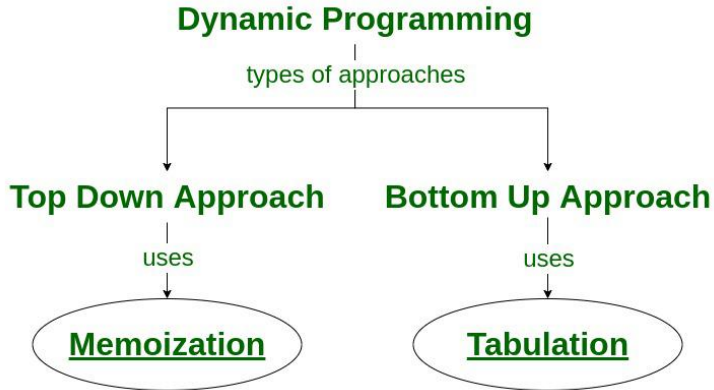 Dynamic Programming
types of approaches
Top Down Approach
Bottom Up Approach
uses
uses
Memoization
Tabulation